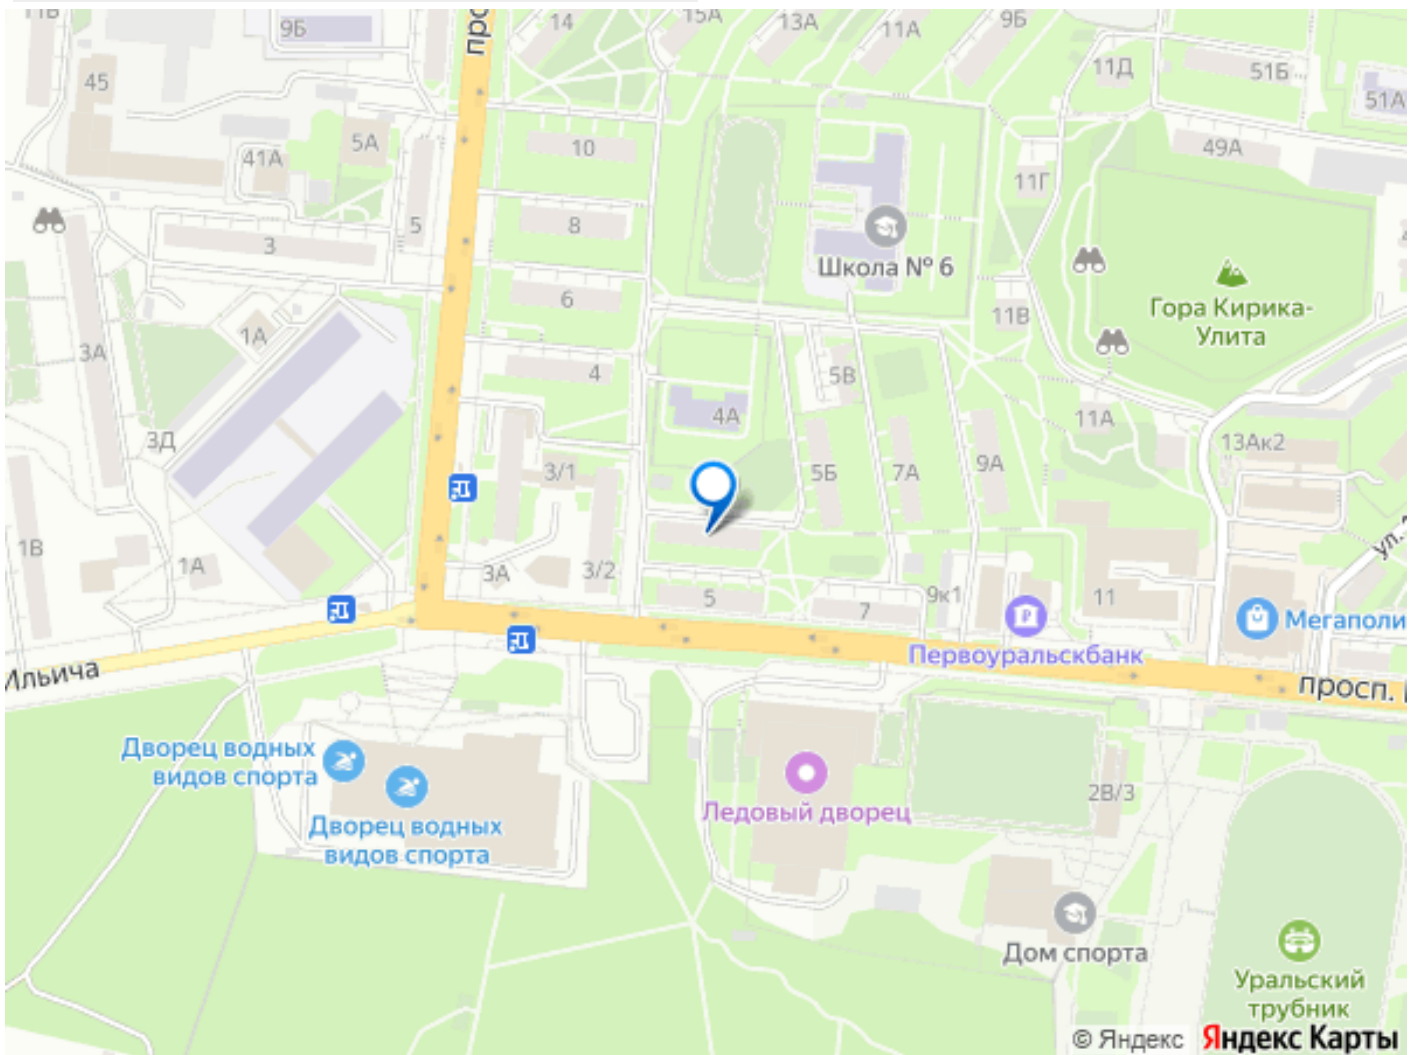 9Б
14
15А
13А
11А
9Б
45
11Д
51Б
51А
5А
41А
10
49А
11Г
5
8
3
Школа № 6
6
11В
Гора Кирика-
Улита
1А
3А
4
5В
4А
11А
3Д
13Ак2
3/1
5Б
7А
9А
1В
1А
3А
3/2
5
7
9к1
11
ул.
Мегаполи
Первоуральскбанк
Ильича
просп.
Дворец водных
видов спорта
Дворец водных
видов спорта
Ледовый дворец
2В/3
Дом спорта
Уральский
трубник
© Яндекс Яндекс Карты